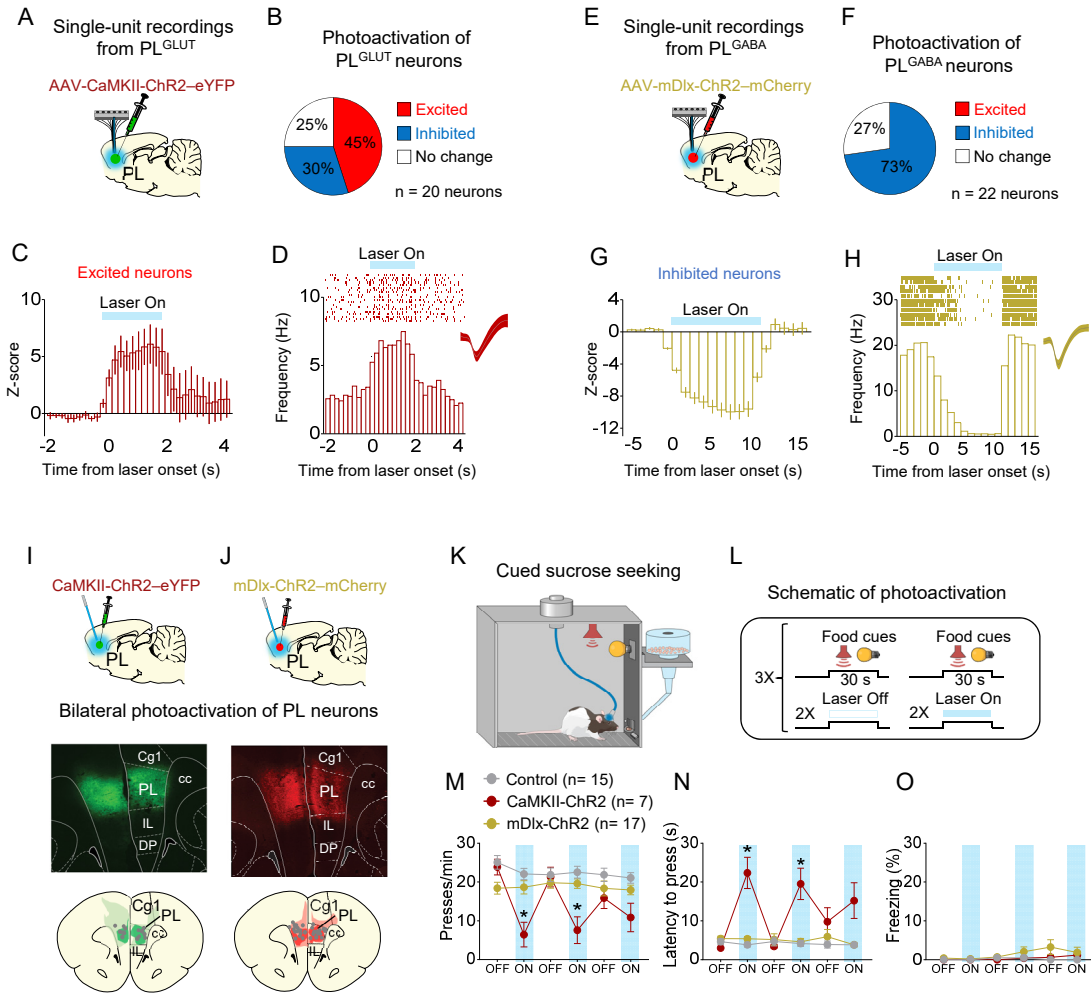 A
Single-unit recordings
from PL^GLUT
AAV-CaMKII-ChR2–eYFP
PL
B
Photoactivation of
PL^GLUT neurons
25%
45%
30%
Excited
Inhibited
No change
n = 20 neurons
E
Single-unit recordings
from PL^GABA
AAV-mDlx-ChR2–mCherry
PL
F
Photoactivation of
PL^GABA neurons
27%
73%
Excited
Inhibited
No change
n = 22 neurons
C
Excited neurons
Laser On
10
5
0
Z-score
-2 0 2 4
Time from laser onset (s)
D
Laser On
10
5
0
Frequency (Hz)
-2 0 2 4
Time from laser onset (s)
G
Inhibited neurons
Laser On
4
0
-4
-8
-12
Z-score
-5 0 5 10 15
Time from laser onset (s)
H
Laser On
30
20
10
0
Frequency (Hz)
-5 0 5 10 15
Time from laser onset (s)
I
CaMKII-ChR2–eYFP
PL
J
mDlx-ChR2–mCherry
PL
Bilateral photoactivation of PL neurons
Cg1
PL
cc
IL
DP
Cg1
PL
cc
IL
DP
Cg1
PL
cc
IL
Cg1
PL
cc
IL
K
Cued sucrose seeking
L
Schematic of photoactivation
3X
Food cues
30 s
Laser Off
2X
Food cues
30 s
Laser On
2X
M
Control (n= 15)
CaMKII-ChR2 (n= 7)
mDlx-ChR2 (n= 17)
30
20
10
0
Presses/min
* *
OFF ON OFF ON OFF ON
N
30
20
10
0
Latency to press (s)
* *
OFF ON OFF ON OFF ON
O
30
20
10
0
Freezing (%)
OFF ON OFF ON OFF ON